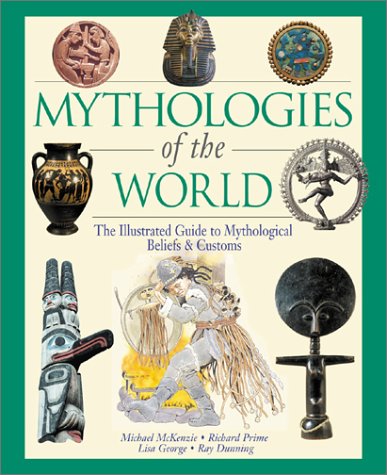 MYTHOLOGIES
of the
WORLD
The Illustrated Guide to Mythological
Beliefs & Customs
Michael McKenzie • Richard Prime
Lisa George • Ray Dunning